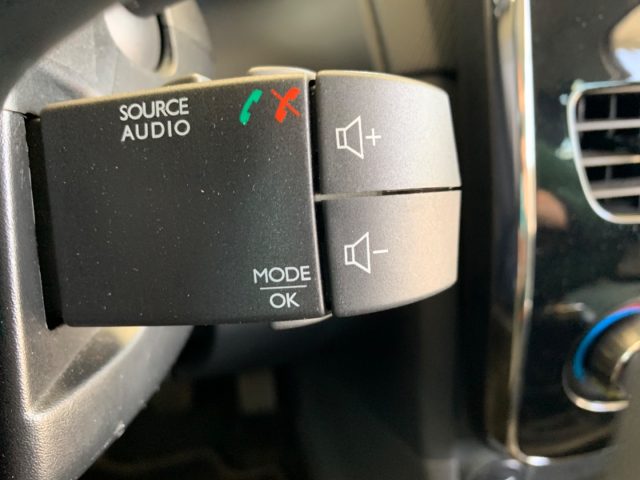 SOURCE
AUDIO
+
-
MODE
OK